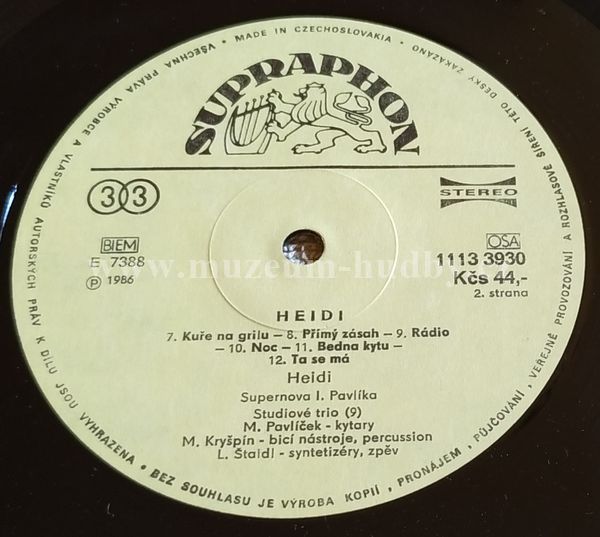 VŠECHNA PRÁVA VÝROBCE A VLASTNÍKŮ AUTORSKÝCH PRÁV K DÍLU JSOU VYHRAZENA • BEZ SOUHLASU JE VÝROBA KOPIÍ, PRONÁJEM, PŮJČOVÁNÍ, VEŘEJNÉ PROVOZOVÁNÍ A ROZHLASOVÉ ŠÍŘENÍ TÉTO DESKY ZAKÁZÁNO
• MADE IN CZECHOSLOVAKIA •
SUPRAPHON
33
STEREO
BIEM
E 7388
Ⓟ 1986
OSA
1113 3930
Kčs 44,-
2. strana
www.muzeum-hudby.cz
HEIDI
7. Kuře na grilu – 8. Přímý zásah – 9. Rádio
– 10. Noc – 11. Bedna kytu –
12. Ta se má
Heidi
Supernova I. Pavlíka
Studiové trio (9)
M. Pavlíček - kytary
M. Kryšpín - bicí nástroje, percussion
L. Štaidl - syntetizéry, zpěv